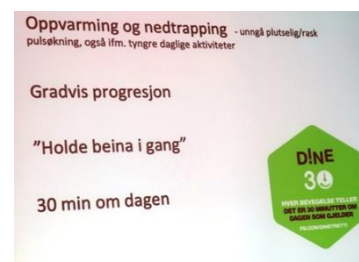 Oppvarming og nedtrapping - unngå plutselig/rask
pulsøkning, også ifm. tyngre daglige aktiviteter
Gradvis progresjon
"Holde beina i gang"
30 min om dagen
D!NE
30
HVER BEVEGELSE TELLER
DET ER 30 MINUTTER OM
DAGEN SOM GJELDER